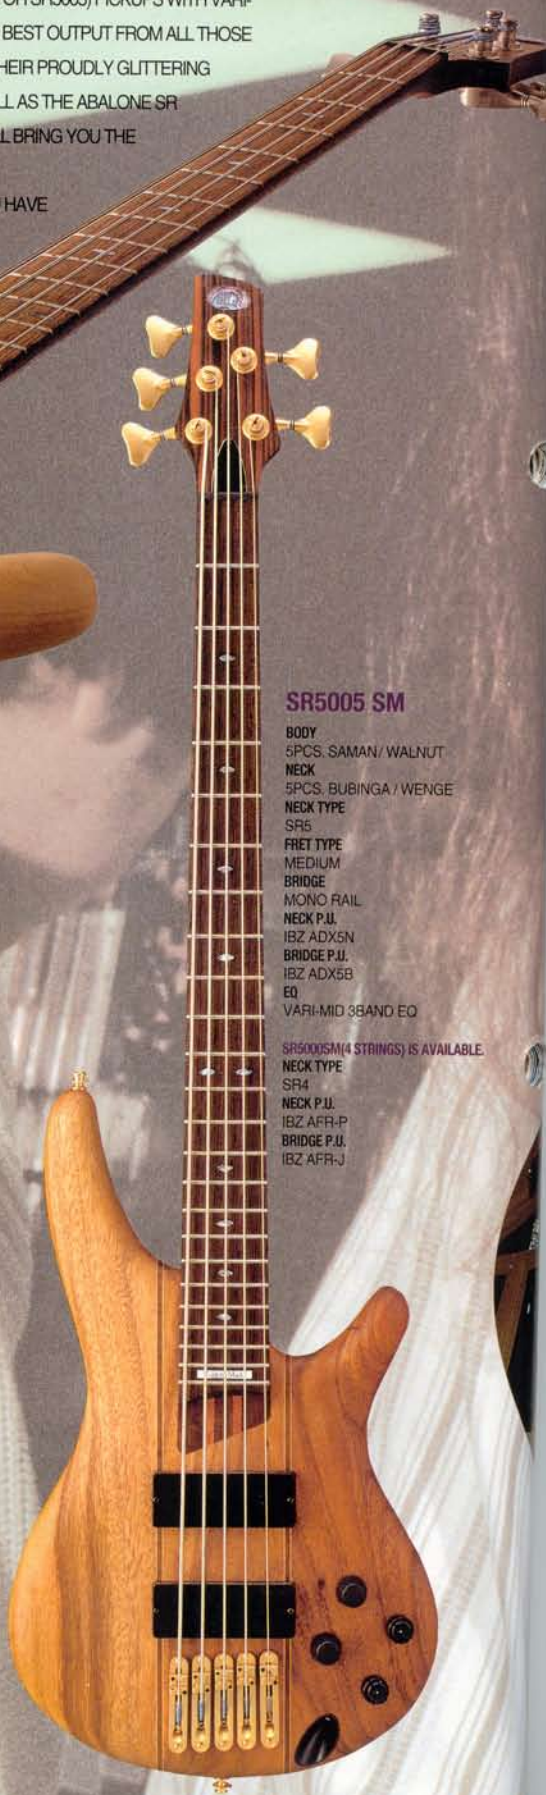 BEST OUTPUT FROM ALL THOSE
HEIR PROUDLY GLITTERING
LL AS THE ABALONE SR
L BRING YOU THE
HAVE
SR5005 SM
BODY
5PCS. SAMAN / WALNUT
NECK
5PCS. BUBINGA / WENGE
NECK TYPE
SR5
FRET TYPE
MEDIUM
BRIDGE
MONO RAIL
NECK P.U.
IBZ ADX5N
BRIDGE P.U.
IBZ ADX5B
EQ
VARI-MID 3BAND EQ
SR5000SM(4 STRINGS) IS AVAILABLE.
NECK TYPE
SR4
NECK P.U.
IBZ AFR-P
BRIDGE P.U.
IBZ AFR-J